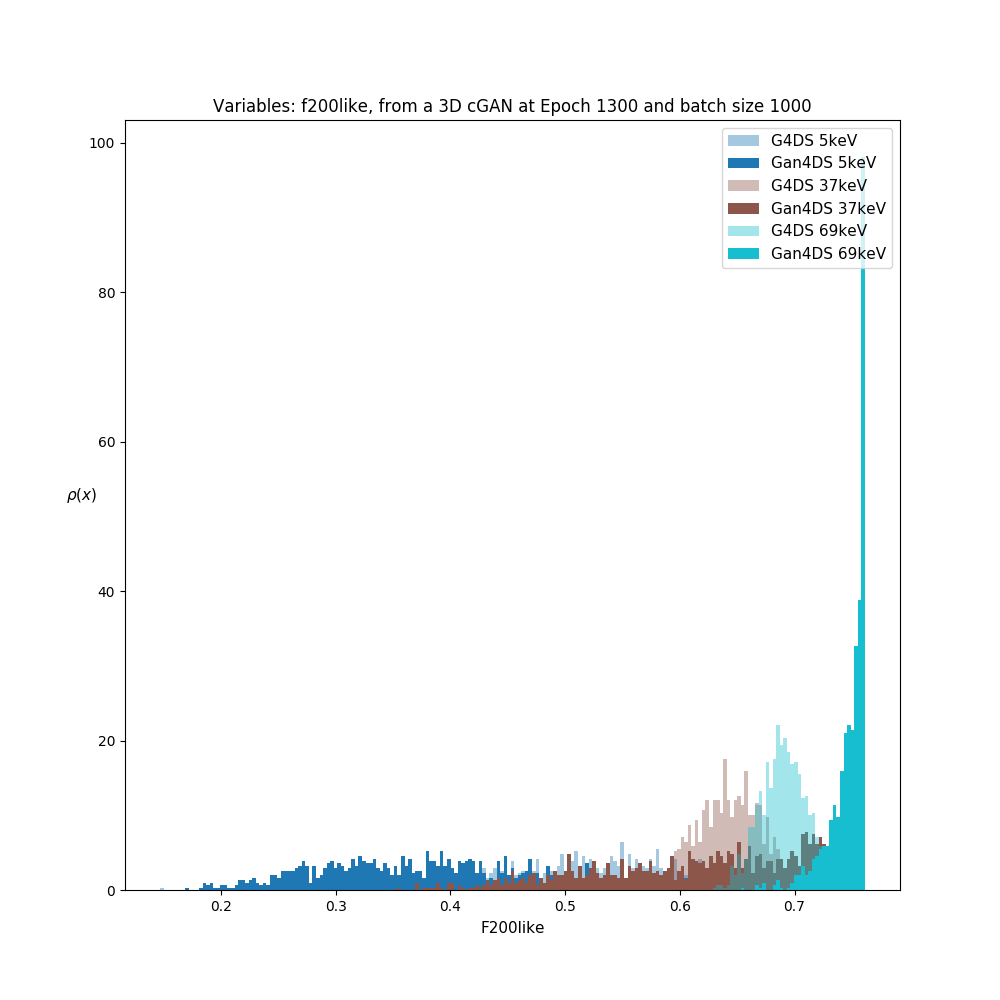 Variables: f200like, from a 3D cGAN at Epoch 1300 and batch size 1000
100
80
60
40
20
0
ρ(x)
G4DS 5keV
Gan4DS 5keV
G4DS 37keV
Gan4DS 37keV
G4DS 69keV
Gan4DS 69keV
0.2 0.3 0.4 0.5 0.6 0.7
F200like